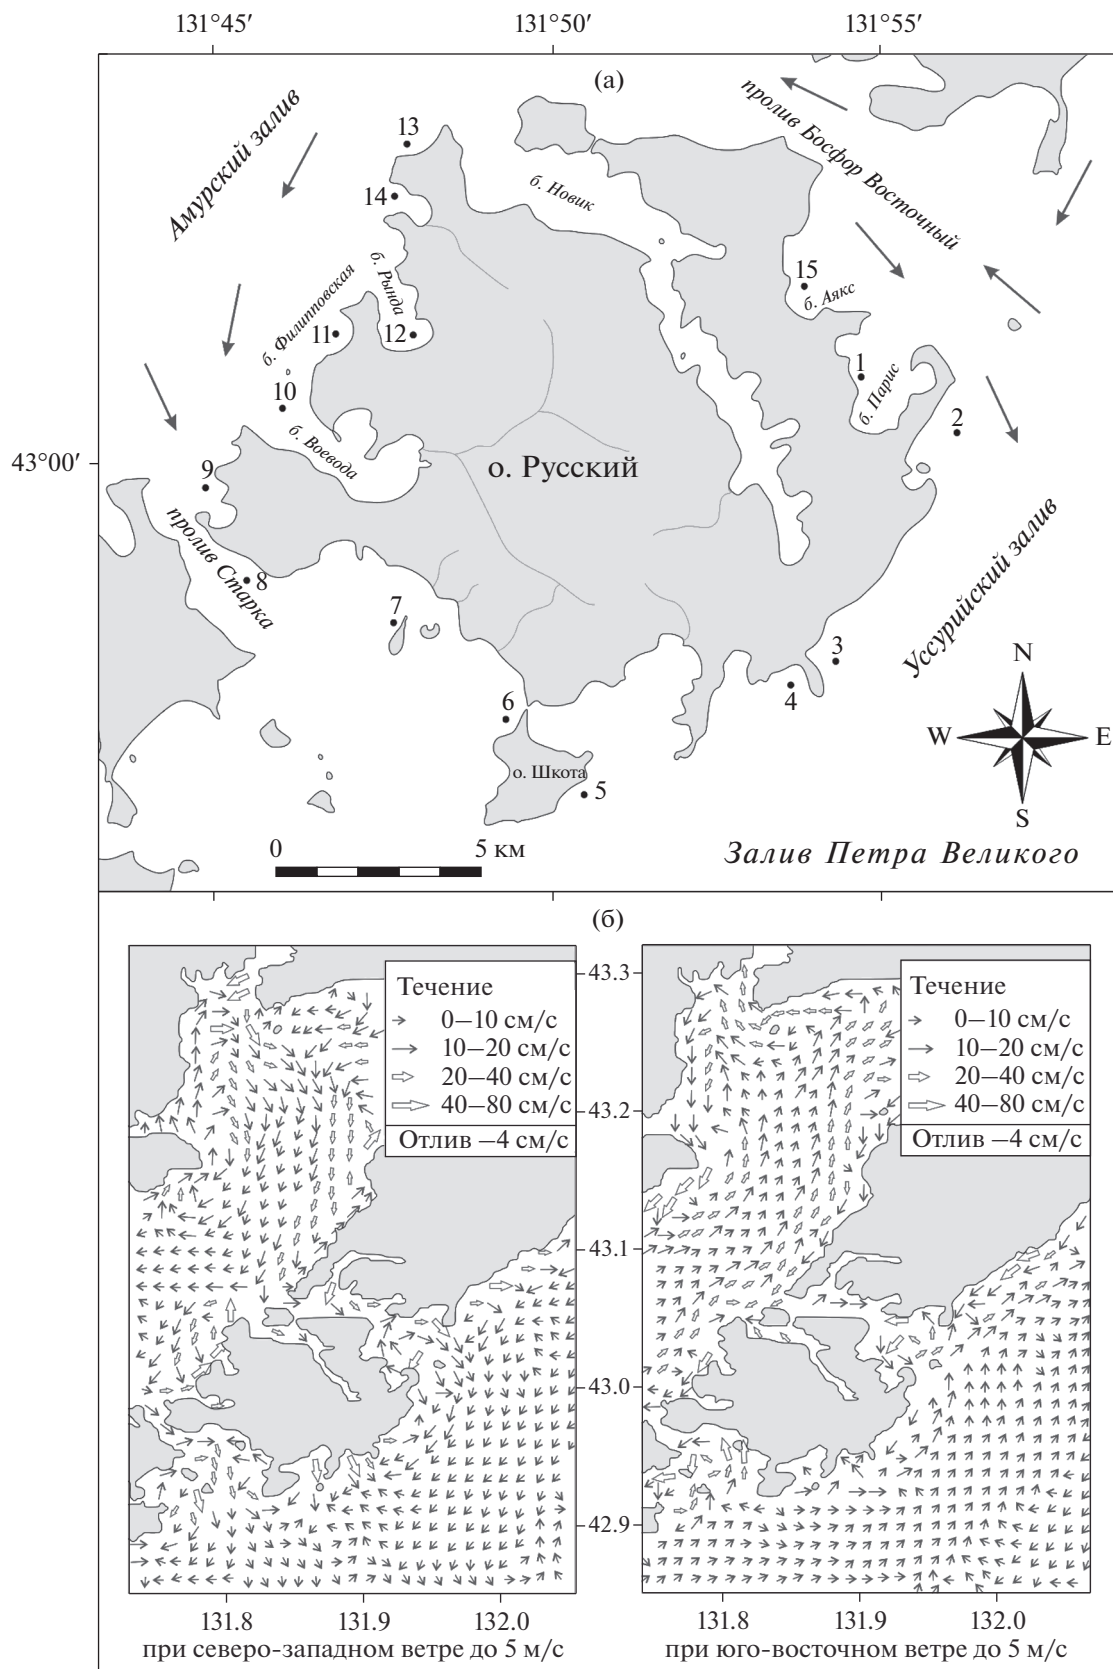 131°45′ 131°50′ 131°55′
(а)
Амурский залив
пролив Босфор Восточный
13
14
б. Новик
б. Рында
15
б. Аякс
б. Филипповская
11
12
1
б. Парис
2
10
б. Воевода
43°00′
о. Русский
9
пролив Старка
8
Уссурийский залив
7
3
4
N
W E
S
6
о. Шкота
5
0 5 км
Залив Петра Великого
(б)
Течение
0–10 см/с
10–20 см/с
20–40 см/с
40–80 см/с
Отлив –4 см/с
43.3
43.2
43.1
43.0
42.9
Течение
0–10 см/с
10–20 см/с
20–40 см/с
40–80 см/с
Отлив –4 см/с
131.8 131.9 132.0
при северо-западном ветре до 5 м/с
131.8 131.9 132.0
при юго-восточном ветре до 5 м/с